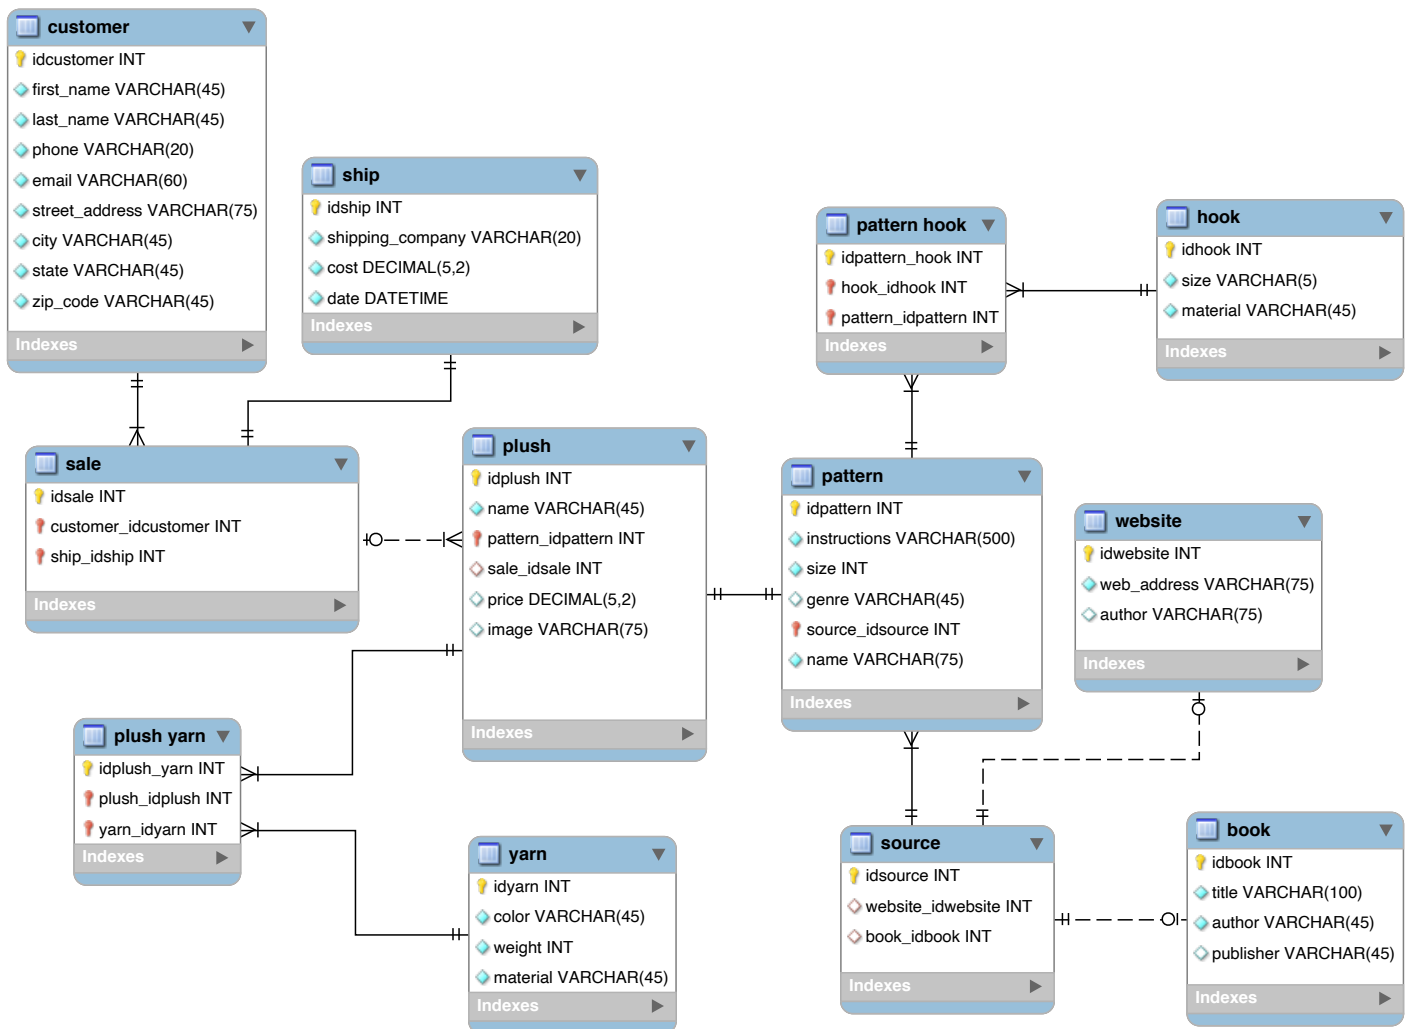 customer
idcustomer INT
first_name VARCHAR(45)
last_name VARCHAR(45)
phone VARCHAR(20)
email VARCHAR(60)
street_address VARCHAR(75)
city VARCHAR(45)
state VARCHAR(45)
zip_code VARCHAR(45)
Indexes
ship
idship INT
shipping_company VARCHAR(20)
cost DECIMAL(5,2)
date DATETIME
Indexes
pattern hook
idpattern_hook INT
hook_idhook INT
pattern_idpattern INT
Indexes
hook
idhook INT
size VARCHAR(5)
material VARCHAR(45)
Indexes
sale
idsale INT
customer_idcustomer INT
ship_idship INT
Indexes
plush
idplush INT
name VARCHAR(45)
pattern_idpattern INT
sale_idsale INT
price DECIMAL(5,2)
image VARCHAR(75)
Indexes
pattern
idpattern INT
instructions VARCHAR(500)
size INT
genre VARCHAR(45)
source_idsource INT
name VARCHAR(75)
Indexes
website
idwebsite INT
web_address VARCHAR(75)
author VARCHAR(75)
Indexes
plush yarn
idplush_yarn INT
plush_idplush INT
yarn_idyarn INT
Indexes
yarn
idyarn INT
color VARCHAR(45)
weight INT
material VARCHAR(45)
Indexes
source
idsource INT
website_idwebsite INT
book_idbook INT
Indexes
book
idbook INT
title VARCHAR(100)
author VARCHAR(45)
publisher VARCHAR(45)
Indexes